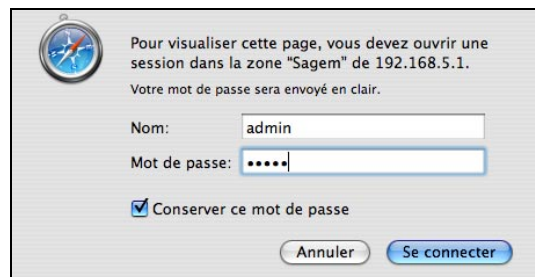 Pour visualiser cette page, vous devez ouvrir une
session dans la zone "Sagem" de 192.168.5.1.
Votre mot de passe sera envoyé en clair.
Nom: admin
Mot de passe: •••••
Conserver ce mot de passe
Annuler Se connecter